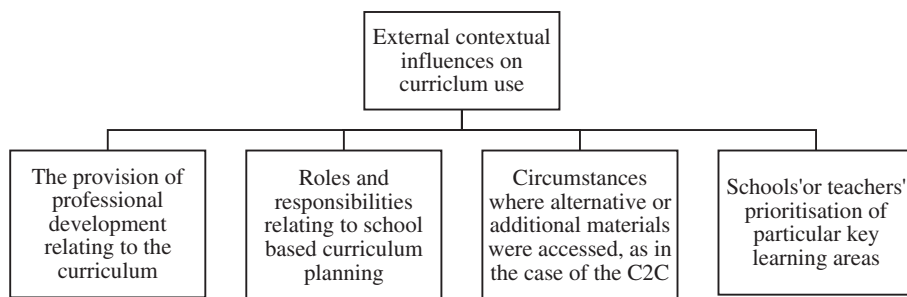 External contextual
influences on
curriclum use
The provision of
professional
development
relating to the
curriculum
Roles and
responsibilities
relating to school
based curriculum
planning
Circumstances
where alternative or
additional materials
were accessed, as in
the case of the C2C
Schools'or teachers'
prioritisation of
particular key
learning areas